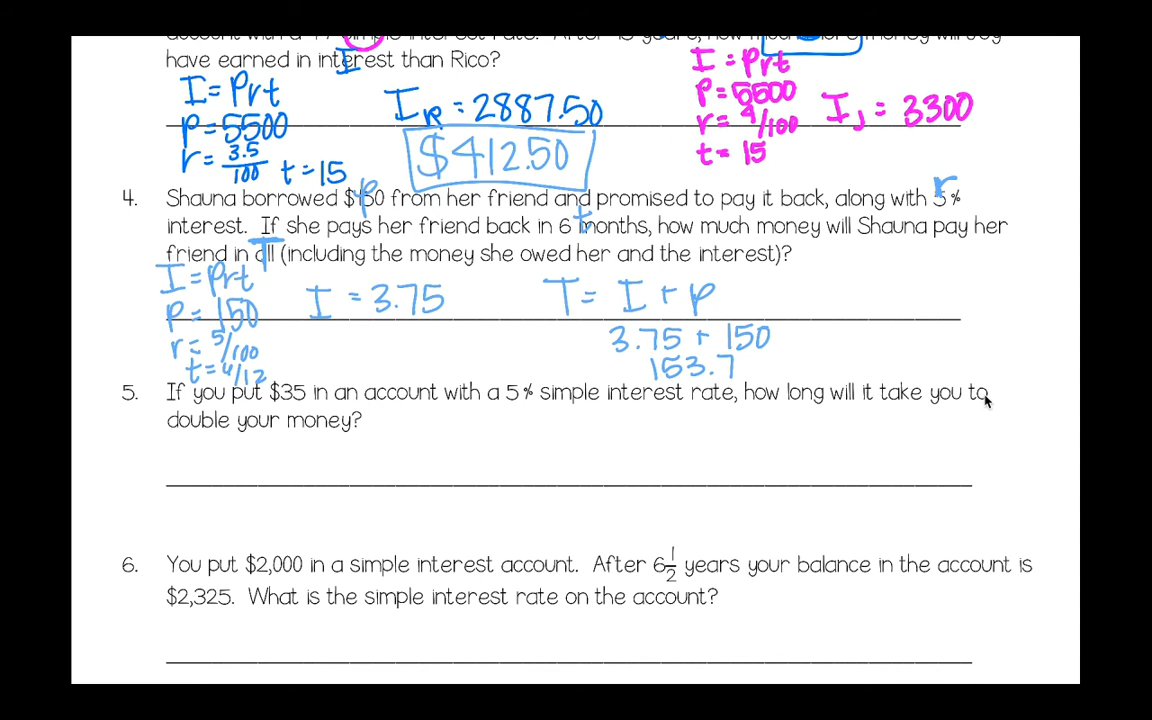 have earned in interest than Rico?
I
I = Prt
P = 5500
r = 3.5/100 t = 15
I_R = 2887.50
$412.50
I = Prt
P = 5500
r = 4/100
t = 15
I_J = 3300
4. Shauna borrowed $150 from her friend and promised to pay it back, along with 5%
interest. If she pays her friend back in 6 months, how much money will Shauna pay her
friend in all (including the money she owed her and the interest)?
P
r
t
T
I = Prt
P = 150
r = 5/100
I = 3.75
T = I + P
3.75 + 150
153.7
5. If you put $35 in an account with a 5% simple interest rate, how long will it take you to
double your money?
6. You put $2,000 in a simple interest account. After 6 1/2 years your balance in the account is
$2,325. What is the simple interest rate on the account?